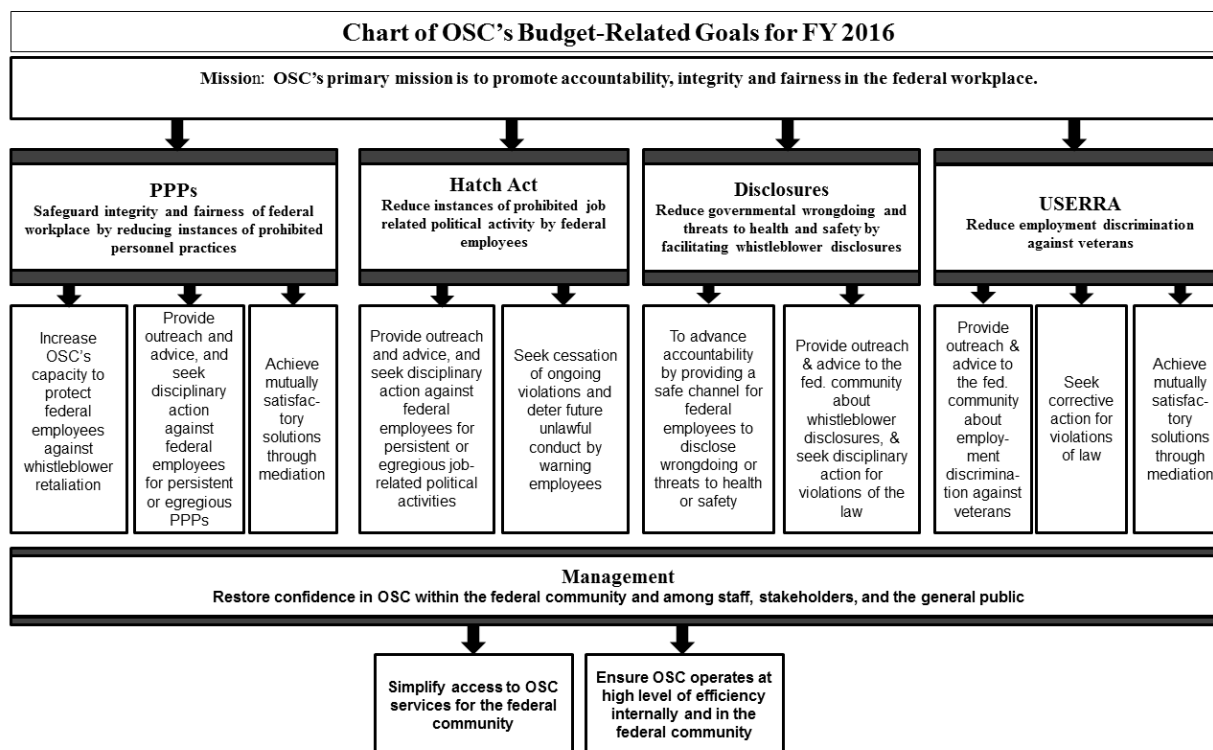 Chart of OSC's Budget-Related Goals for FY 2016
Mission: OSC's primary mission is to promote accountability, integrity and fairness in the federal workplace.
PPPs
Safeguard integrity and fairness of federal
workplace by reducing instances of prohibited
personnel practices
Hatch Act
Reduce instances of prohibited job
related political activity by federal
employees
Disclosures
Reduce governmental wrongdoing and
threats to health and safety by
facilitating whistleblower disclosures
USERRA
Reduce employment discrimination
against veterans
Increase
OSC's
capacity to
protect
federal
employees
against
whistleblower
retaliation
Provide
outreach and
advice, and
seek
disciplinary
action
against
federal
employees
for persistent
or egregious
PPPs
Achieve
mutually
satisfac-
tory
solutions
through
mediation
Provide outreach
and advice, and
seek disciplinary
action against
federal
employees for
persistent or
egregious job-
related political
activities
Seek cessation
of ongoing
violations and
deter future
unlawful
conduct by
warning
employees
To advance
accountability
by providing a
safe channel for
federal
employees to
disclose
wrongdoing or
threats to health
or safety
Provide outreach
& advice to the
fed. community
about
whistleblower
disclosures, &
seek disciplinary
action for
violations of the
law
Provide
outreach &
advice to
the fed.
community
about
employ-
ment
discrimina-
tion against
veterans
Seek
corrective
action for
violations
of law
Achieve
mutually
satisfac-
tory
solutions
through
mediation
Management
Restore confidence in OSC within the federal community and among staff, stakeholders, and the general public
Simplify access to OSC
services for the federal
community
Ensure OSC operates at
high level of efficiency
internally and in the
federal community